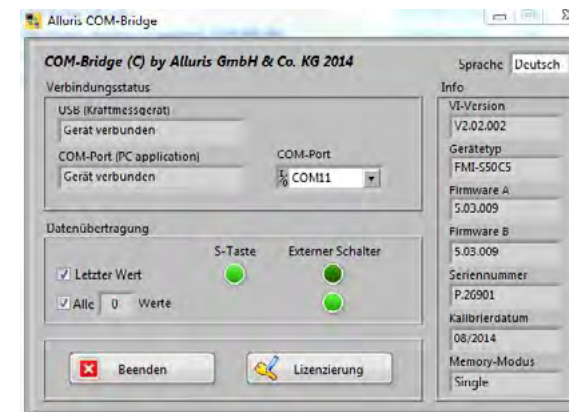 Alluris COM-Bridge
COM-Bridge (C) by Alluris GmbH & Co. KG 2014
Sprache Deutsch
Verbindungsstatus
USB (Kraftmessgerät)
Gerät verbunden
COM-Port (PC application)
Gerät verbunden
COM-Port
COM11
Datenübertragung
S-Taste Externer Schalter
Letzter Wert
Alle 0 Werte
Beenden
Lizenzierung
Info
VI-Version
V2.02.002
Gerätetyp
FMI-S50C5
Firmware A
5.03.009
Firmware B
5.03.009
Seriennummer
P.26901
Kalibrierdatum
08/2014
Memory-Modus
Single